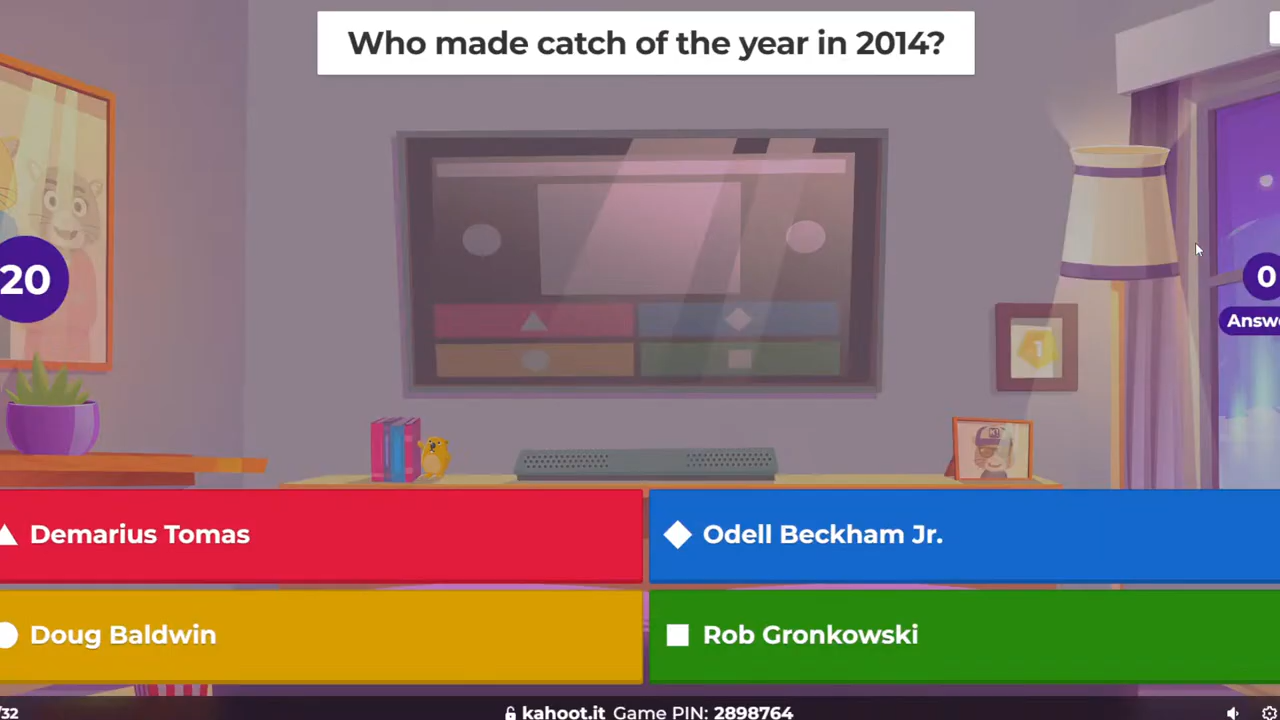 Who made catch of the year in 2014?
20
0
1
Demarius Tomas
Odell Beckham Jr.
Doug Baldwin
Rob Gronkowski
/32
kahoot.it Game PIN: 2898764